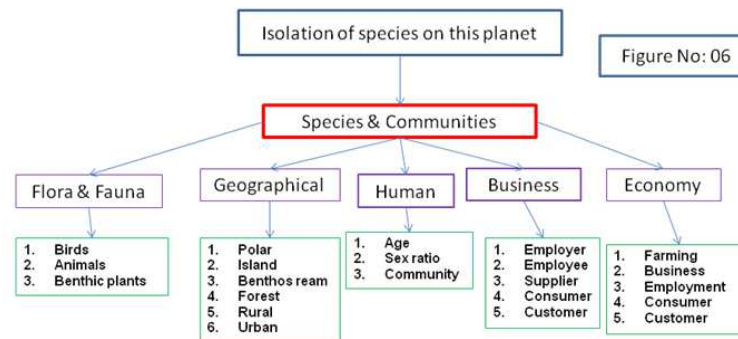 Isolation of species on this planet
Figure No: 06
Species & Communities
Flora & Fauna
Geographical
Human
Business
Economy
1. Birds
2. Animals
3. Benthic plants
1. Polar
2. Island
3. Benthos ream
4. Forest
5. Rural
6. Urban
1. Age
2. Sex ratio
3. Community
1. Employer
2. Employee
3. Supplier
4. Consumer
5. Customer
1. Farming
2. Business
3. Employment
4. Consumer
5. Customer